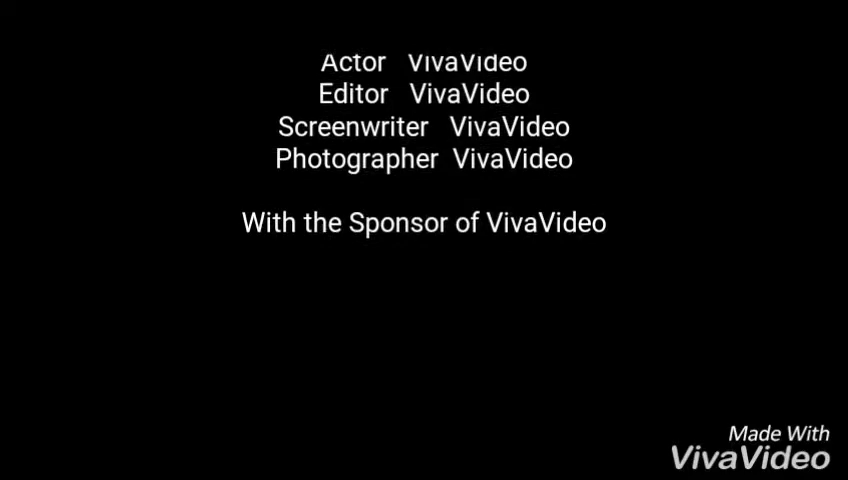 Actor VivaVideo
Editor VivaVideo
Screenwriter VivaVideo
Photographer VivaVideo
With the Sponsor of VivaVideo
Made With
VivaVideo